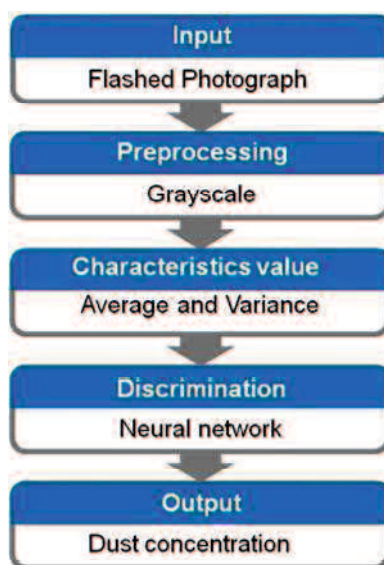 Input
Flashed Photograph
Preprocessing
Grayscale
Characteristics value
Average and Variance
Discrimination
Neural network
Output
Dust concentration